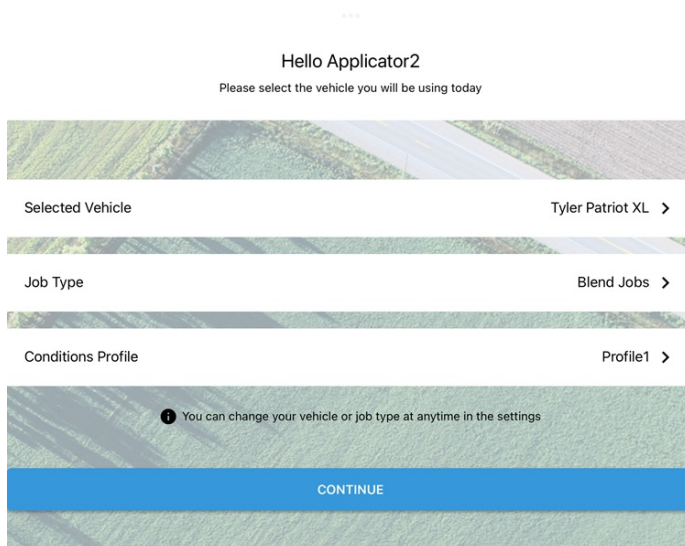 Hello Applicator2
Please select the vehicle you will be using today
Selected Vehicle Tyler Patriot XL
Job Type Blend Jobs
Conditions Profile Profile1
You can change your vehicle or job type at anytime in the settings
CONTINUE